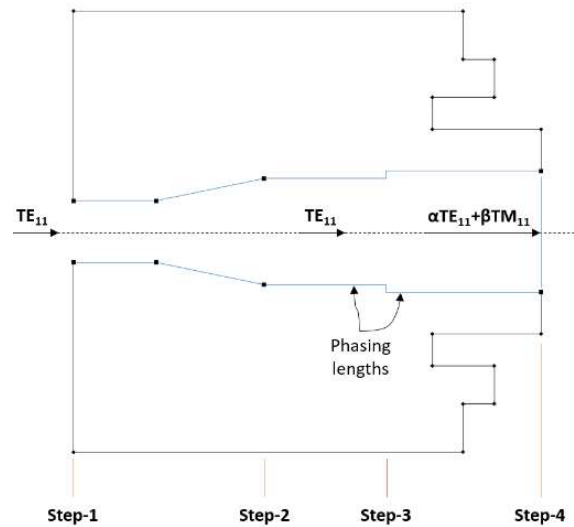 TE₁₁ TE₁₁ αTE₁₁+βTM₁₁
Phasing
lengths
Step-1 Step-2 Step-3 Step-4